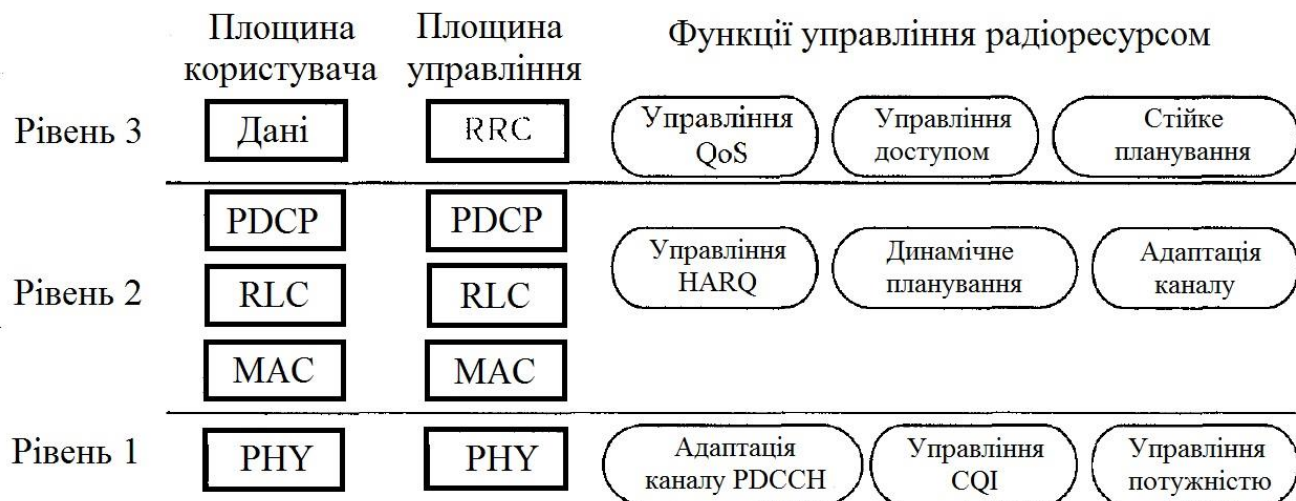 Площина користувача
Площина управління
Функції управління радіоресурсом
Рівень 3
Дані
RRC
Управління QoS
Управління доступом
Стійке планування
Рівень 2
PDCP
PDCP
RLC
RLC
MAC
MAC
Управління HARQ
Динамічне планування
Адаптація каналу
Рівень 1
PHY
PHY
Адаптація каналу PDCCH
Управління CQI
Управління потужністю